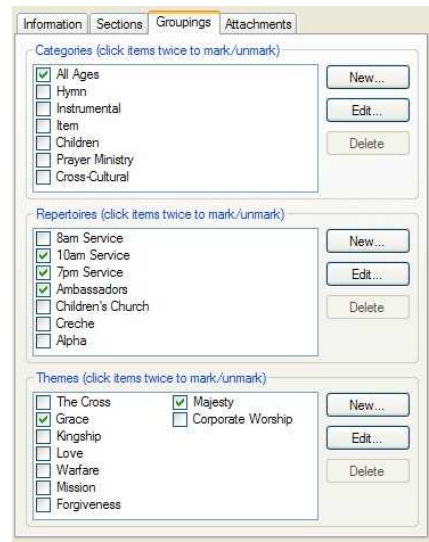 Information Sections Groupings Attachments
Categories (click items twice to mark/unmark)
All Ages
Hymn
Instrumental
Item
Children
Prayer Ministry
Cross-Cultural
New...
Edit...
Delete
Repertoires (click items twice to mark/unmark)
8am Service
10am Service
7pm Service
Ambassadors
Children's Church
Creche
Alpha
New...
Edit...
Delete
Themes (click items twice to mark/unmark)
The Cross
Grace
Kingship
Love
Warfare
Mission
Forgiveness
Majesty
Corporate Worship
New...
Edit...
Delete